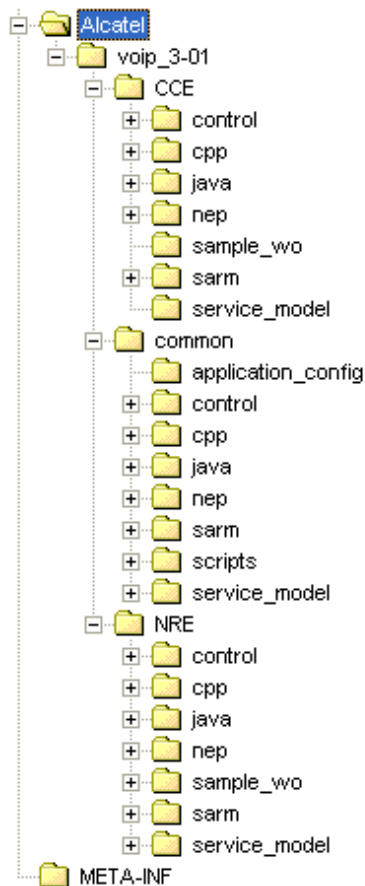 Alcatel
voip_3-01
CCE
control
cpp
java
nep
sample_wo
sarm
service_model
common
application_config
control
cpp
java
nep
sarm
scripts
service_model
NRE
control
cpp
java
nep
sample_wo
sarm
service_model
META-INF